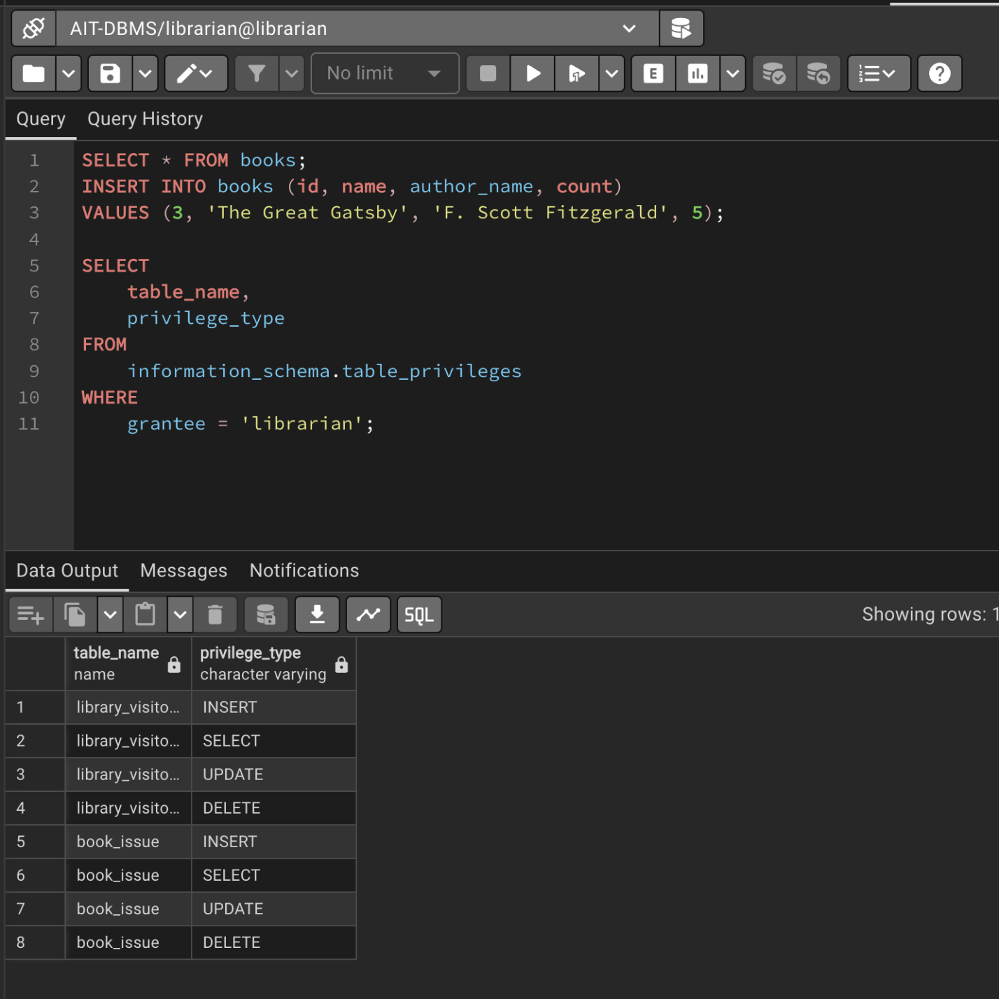 AIT-DBMS/librarian@librarian
No limit
E
Query Query History
1 SELECT * FROM books;
2 INSERT INTO books (id, name, author_name, count)
3 VALUES (3, 'The Great Gatsby', 'F. Scott Fitzgerald', 5);
4
5 SELECT
6 table_name,
7 privilege_type
8 FROM
9 information_schema.table_privileges
10 WHERE
11 grantee = 'librarian';
Data Output Messages Notifications
SQL Showing rows: 1
table_name privilege_type
name character varying
1 library_visito... INSERT
2 library_visito... SELECT
3 library_visito... UPDATE
4 library_visito... DELETE
5 book_issue INSERT
6 book_issue SELECT
7 book_issue UPDATE
8 book_issue DELETE